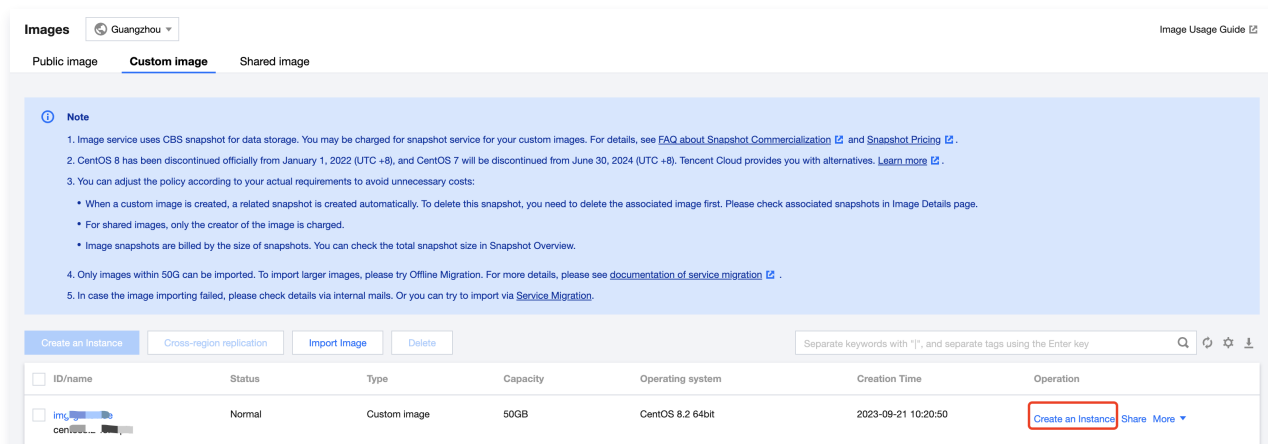 Images Guangzhou Image Usage Guide
Public image Custom image Shared image
Note
1. Image service uses CBS snapshot for data storage. You may be charged for snapshot service for your custom images. For details, see FAQ about Snapshot Commercialization and Snapshot Pricing .
2. CentOS 8 has been discontinued officially from January 1, 2022 (UTC +8), and CentOS 7 will be discontinued from June 30, 2024 (UTC +8). Tencent Cloud provides you with alternatives. Learn more .
3. You can adjust the policy according to your actual requirements to avoid unnecessary costs:
• When a custom image is created, a related snapshot is created automatically. To delete this snapshot, you need to delete the associated image first. Please check associated snapshots in Image Details page.
• For shared images, only the creator of the image is charged.
• Image snapshots are billed by the size of snapshots. You can check the total snapshot size in Snapshot Overview.
4. Only images within 50G can be imported. To import larger images, please try Offline Migration. For more details, please see documentation of service migration .
5. In case the image importing failed, please check details via internal mails. Or you can try to import via Service Migration.
Create an Instance Cross-region replication Import Image Delete Separate keywords with "|", and separate tags using the Enter key
ID/name Status Type Capacity Operating system Creation Time Operation
Normal Custom image 50GB CentOS 8.2 64bit 2023-09-21 10:20:50 Create an Instance Share More